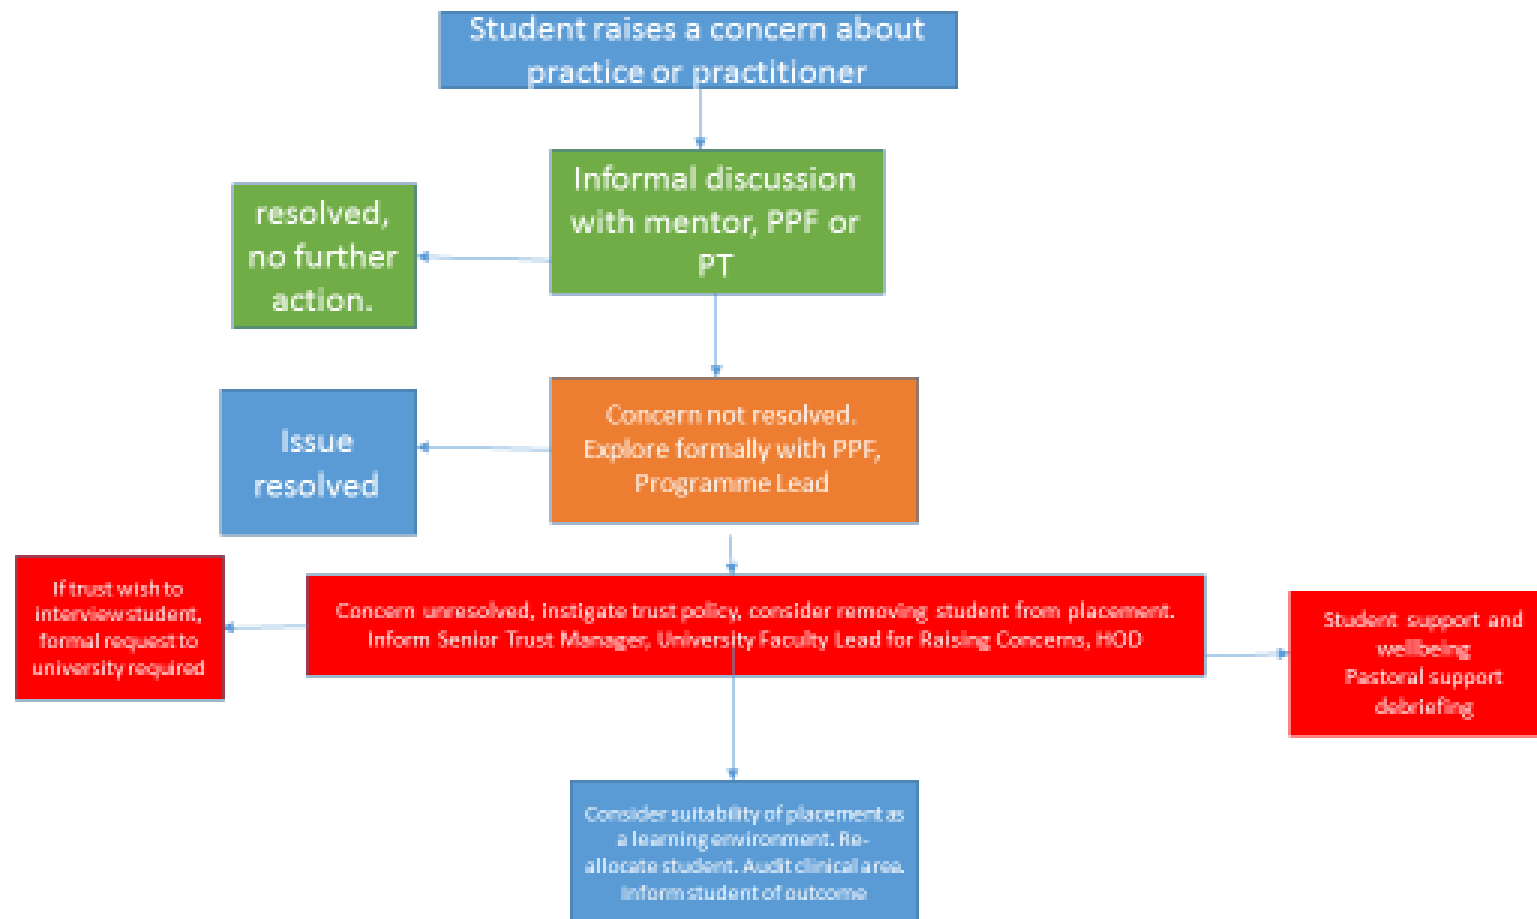 Student raises a concern about
practice or practitioner
Informal discussion
with mentor, PPF or
PT
resolved,
no further
action.
Concern not resolved.
Explore formally with PPF,
Programme Lead
Issue
resolved
If trust wish to
interview student,
formal request to
university required
Concern unresolved, instigate trust policy, consider removing student from placement.
Inform Senior Trust Manager, University Faculty Lead for Raising Concerns, HOD
Student support and
wellbeing
Pastoral support
debriefing
Consider suitability of placement as
a learning environment. Re-
allocate student. Audit clinical area.
Inform student of outcome